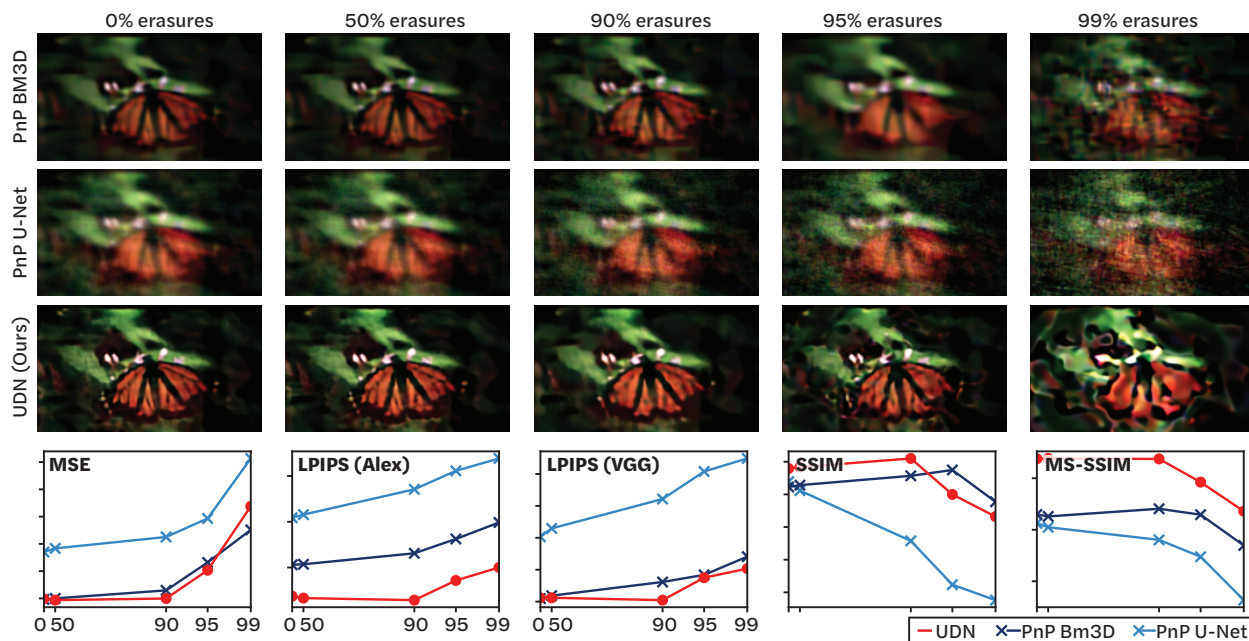 0% erasures 50% erasures 90% erasures 95% erasures 99% erasures
PnP BM3D
PnP U-Net
UDN (Ours)
MSE LPIPS (Alex) LPIPS (VGG) SSIM MS-SSIM
0 50 90 95 99 0 50 90 95 99 0 50 90 95 99
UDN PnP Bm3D PnP U-Net